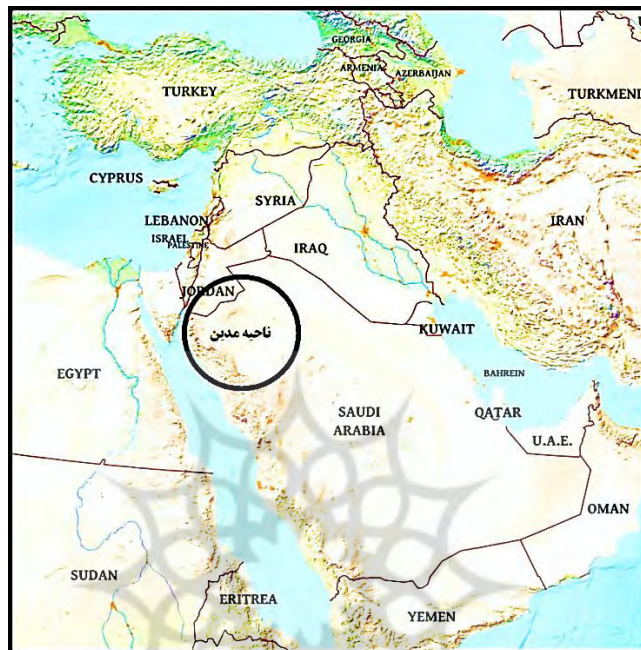 GEORGIA
ARMENIA
AZERBAIJAN
TURKEY
TURKMENI
CYPRUS
SYRIA
LEBANON
ISRAEL
PALESTINE
IRAQ
IRAN
JORDAN
ناحیه مدین
KUWAIT
EGYPT
BAHREIN
SAUDI
ARABIA
QATAR
U.A.E.
OMAN
SUDAN
ERITREA
YEMEN